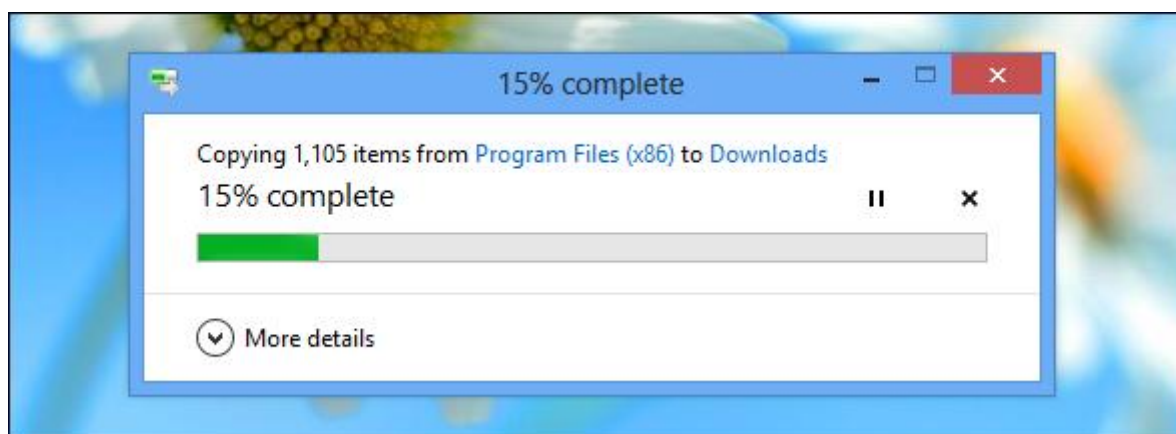 15% complete
Copying 1,105 items from Program Files (x86) to Downloads
15% complete
More details